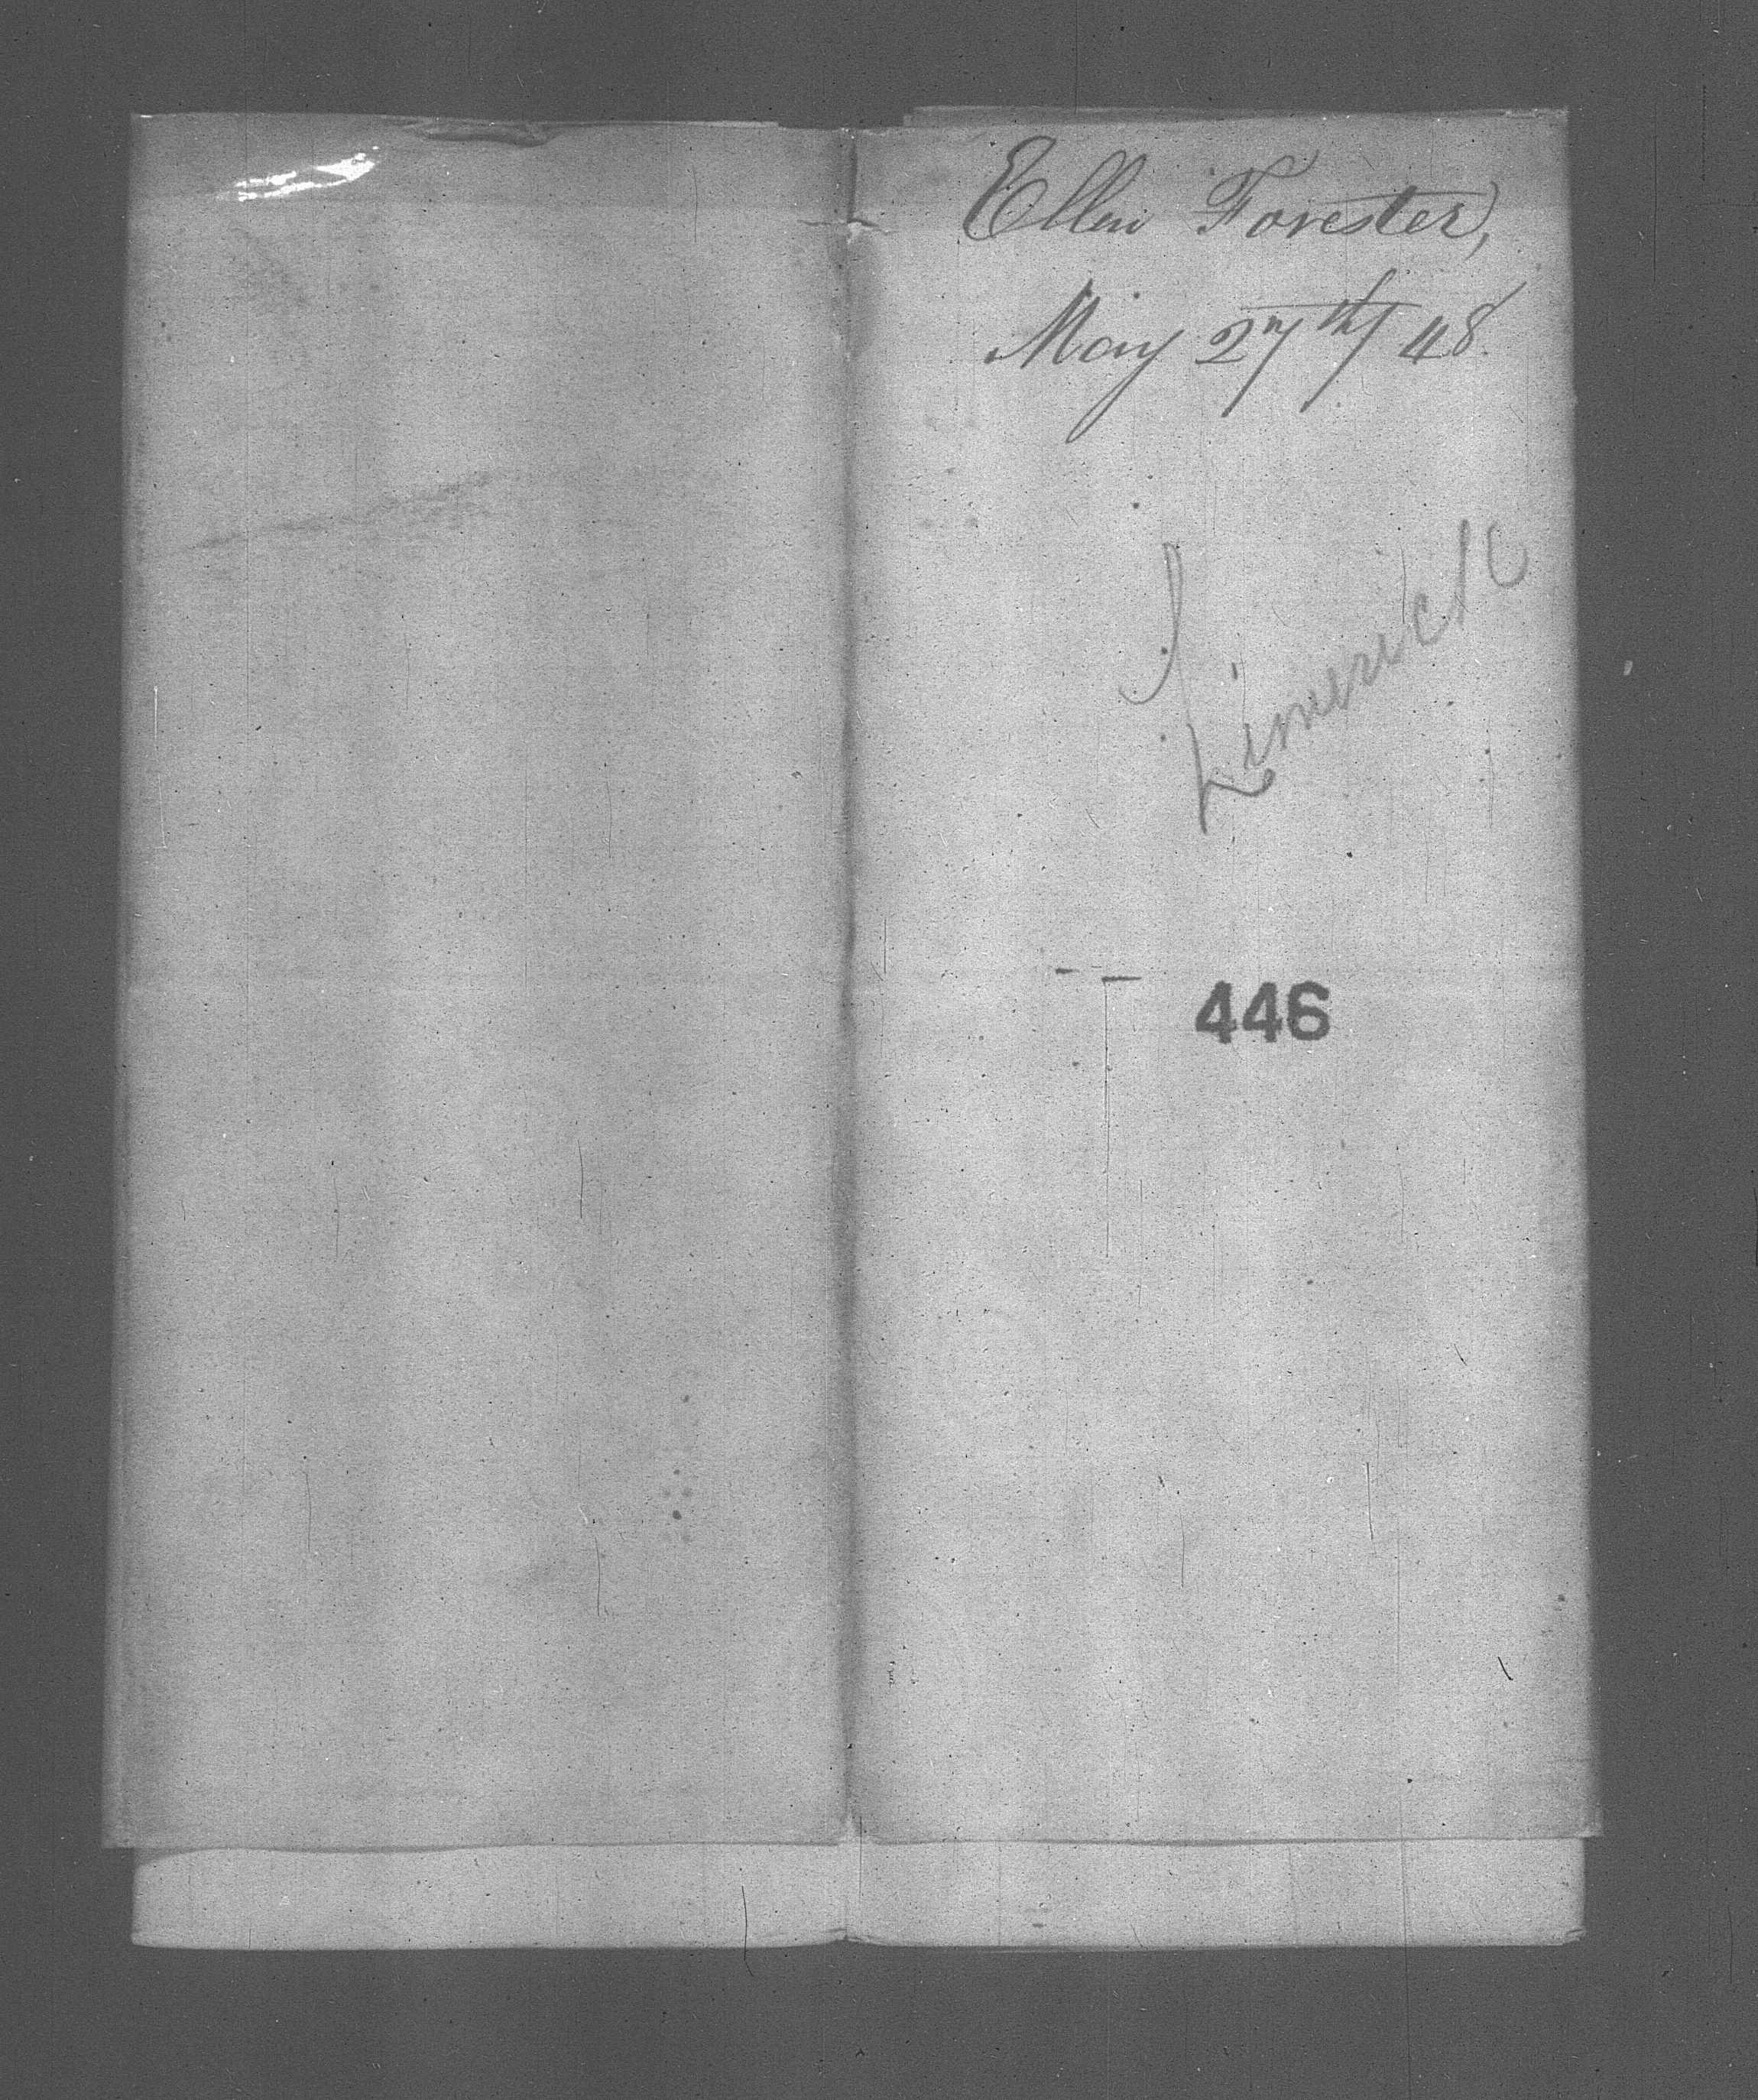 Ellen Forester,
May 27th/48.
Limerick
446